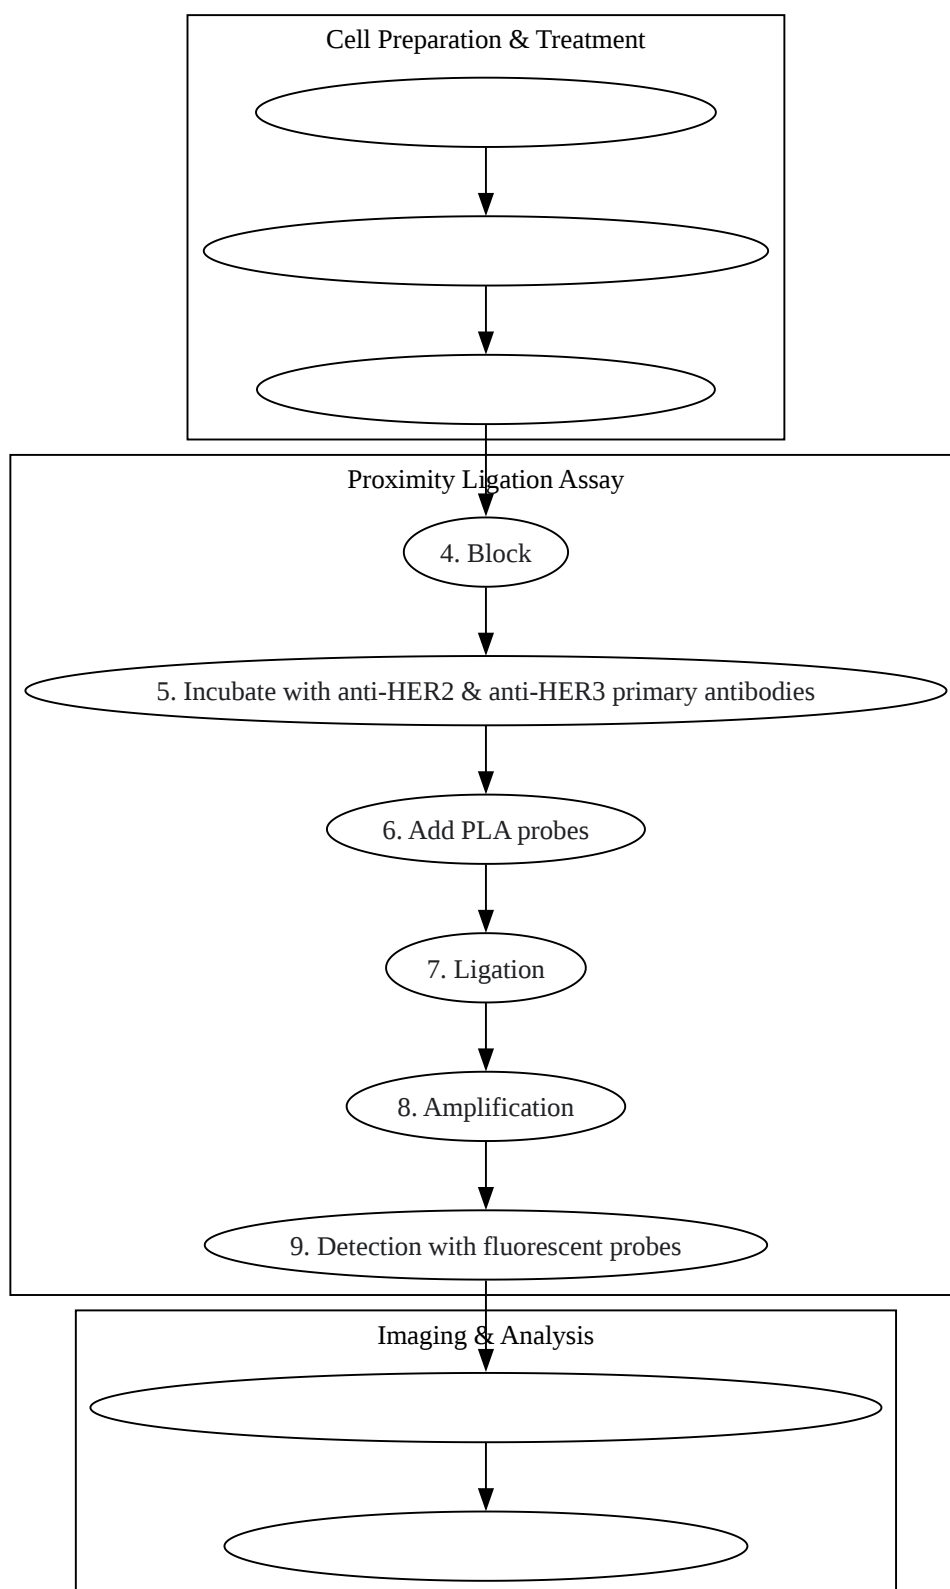 Cell Preparation & Treatment
Proximity Ligation Assay
4. Block
5. Incubate with anti-HER2 & anti-HER3 primary antibodies
6. Add PLA probes
7. Ligation
8. Amplification
9. Detection with fluorescent probes
Imaging & Analysis